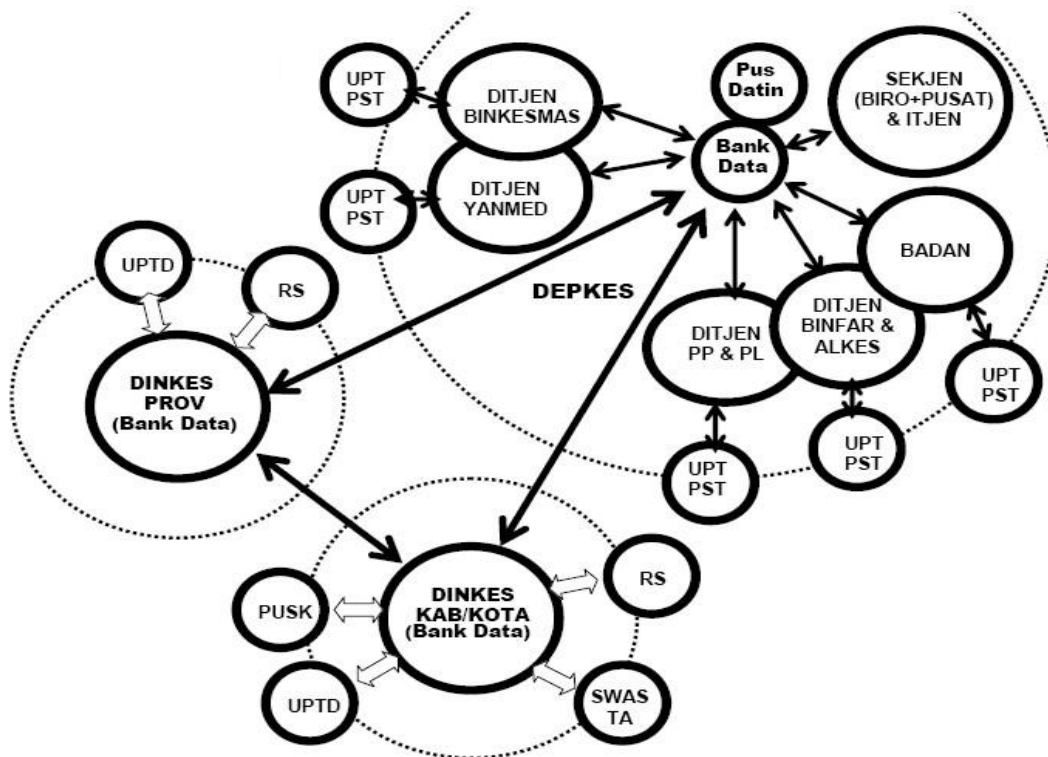 UPT
PST
DITJEN
BINKESMAS
Pus
Datin
SEKJEN
(BIRO+PUSAT)
& ITJEN
Bank
Data
UPT
PST
DITJEN
YANMED
UPTD
RS
DEPKES
BADAN
DITJEN
PP & PL
DITJEN
BINFAR &
ALKES
UPT
PST
UPT
PST
UPT
PST
DINKES
PROV
(Bank Data)
PUSK
DINKES
KAB/KOTA
(Bank Data)
RS
UPTD
SWAS
TA